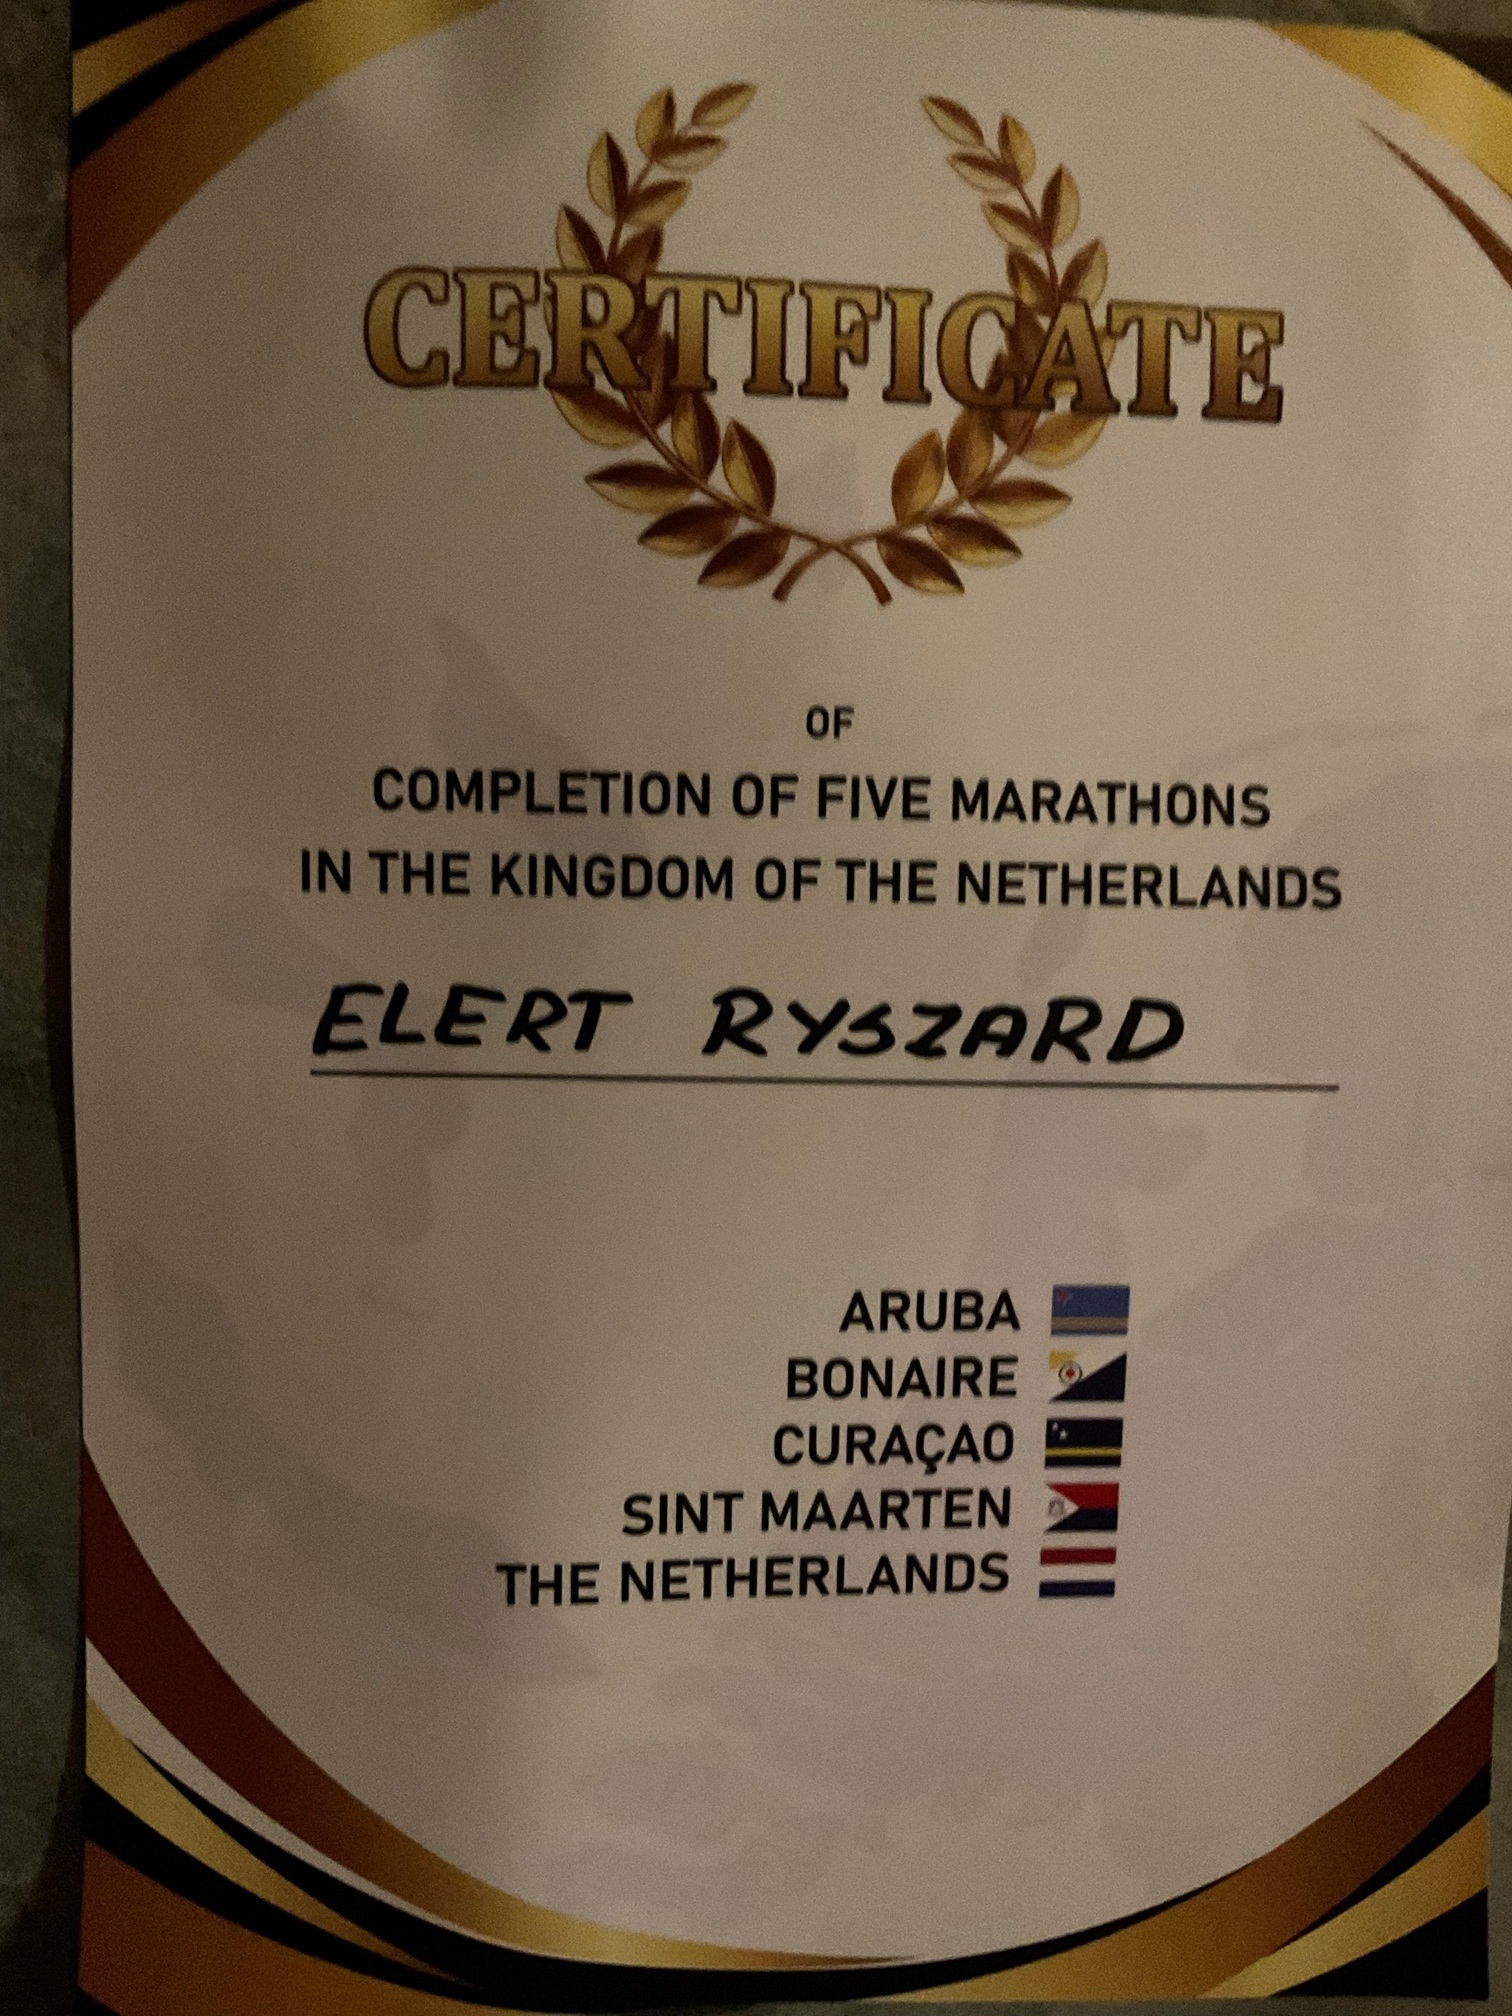 CERTIFICATE
OF
COMPLETION OF FIVE MARATHONS
IN THE KINGDOM OF THE NETHERLANDS
ELERT RYSZARD
ARUBA
BONAIRE
CURAÇAO
SINT MAARTEN
THE NETHERLANDS